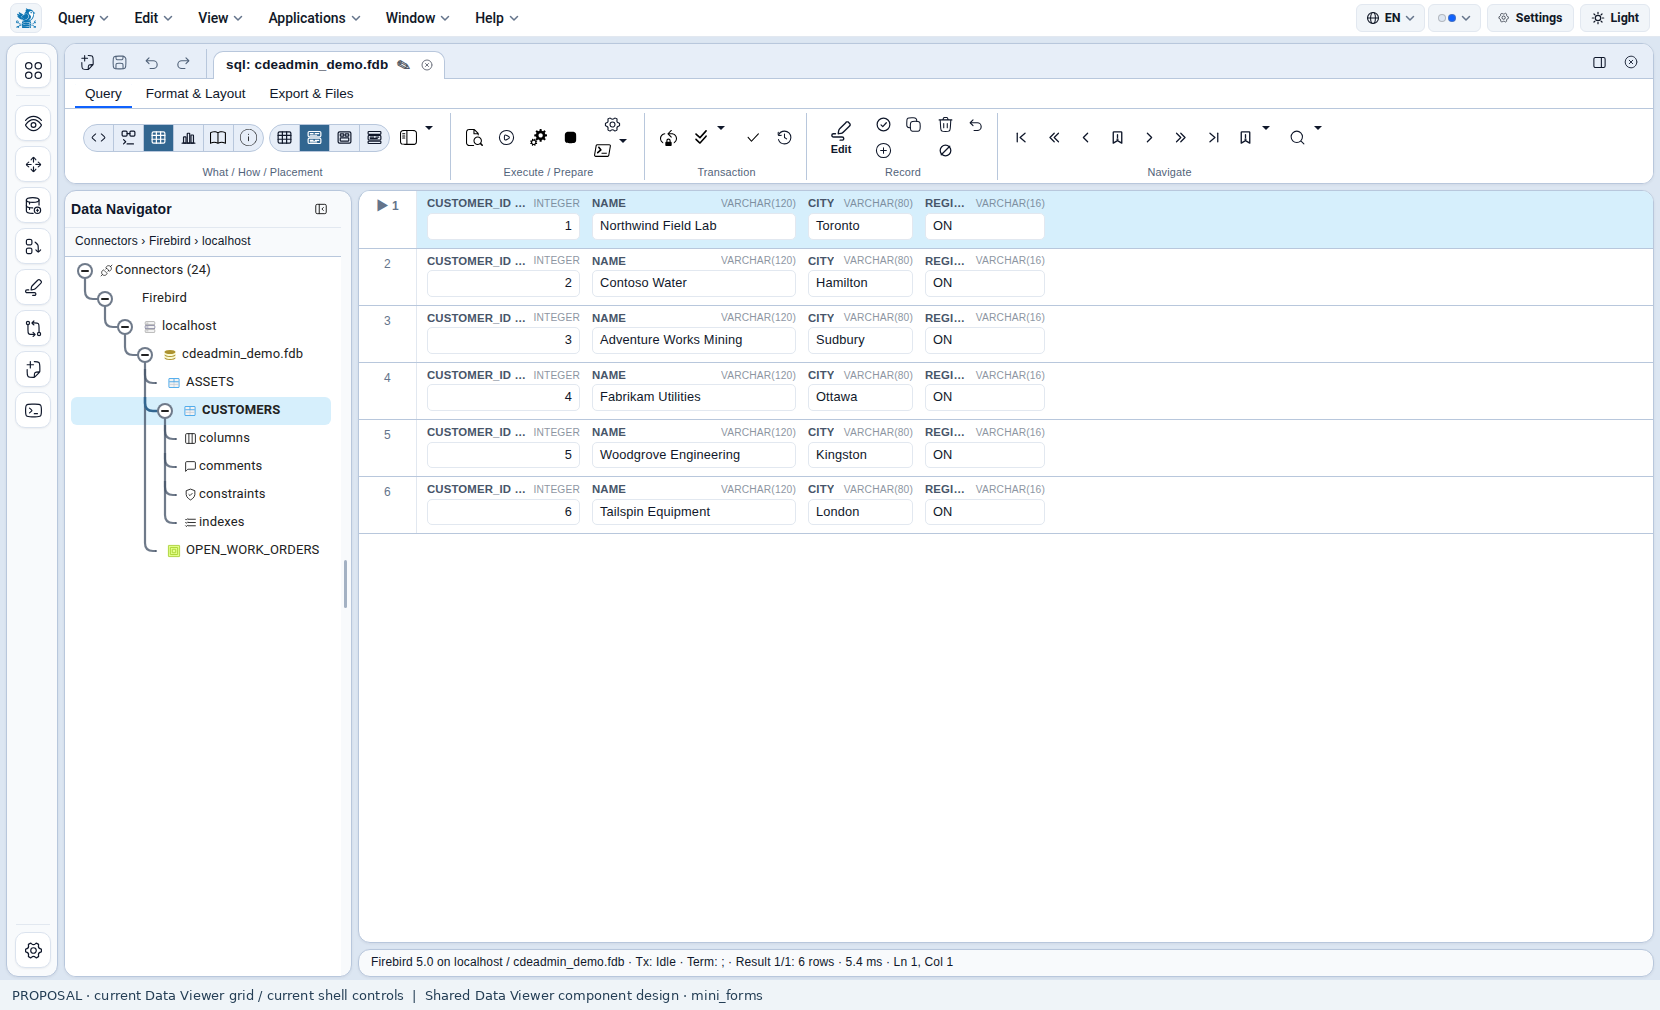 Query Edit View Applications Window Help EN Settings Light
sql: cdeadmin_demo.fdb
Query Format & Layout Export & Files
Edit
What / How / Placement Execute / Prepare Transaction Record Navigate
Data Navigator
Connectors › Firebird › localhost
Connectors (24)
Firebird
localhost
cdeadmin_demo.fdb
ASSETS
CUSTOMERS
columns
comments
constraints
indexes
OPEN_WORK_ORDERS
1 CUSTOMER_ID ... INTEGER NAME VARCHAR(120) CITY VARCHAR(80) REGI... VARCHAR(16)
1 Northwind Field Lab Toronto ON
2 CUSTOMER_ID ... INTEGER NAME VARCHAR(120) CITY VARCHAR(80) REGI... VARCHAR(16)
2 Contoso Water Hamilton ON
3 CUSTOMER_ID ... INTEGER NAME VARCHAR(120) CITY VARCHAR(80) REGI... VARCHAR(16)
3 Adventure Works Mining Sudbury ON
4 CUSTOMER_ID ... INTEGER NAME VARCHAR(120) CITY VARCHAR(80) REGI... VARCHAR(16)
4 Fabrikam Utilities Ottawa ON
5 CUSTOMER_ID ... INTEGER NAME VARCHAR(120) CITY VARCHAR(80) REGI... VARCHAR(16)
5 Woodgrove Engineering Kingston ON
6 CUSTOMER_ID ... INTEGER NAME VARCHAR(120) CITY VARCHAR(80) REGI... VARCHAR(16)
6 Tailspin Equipment London ON
Firebird 5.0 on localhost / cdeadmin_demo.fdb · Tx: Idle · Term: ; · Result 1/1: 6 rows · 5.4 ms · Ln 1, Col 1
PROPOSAL · current Data Viewer grid / current shell controls | Shared Data Viewer component design · mini_forms